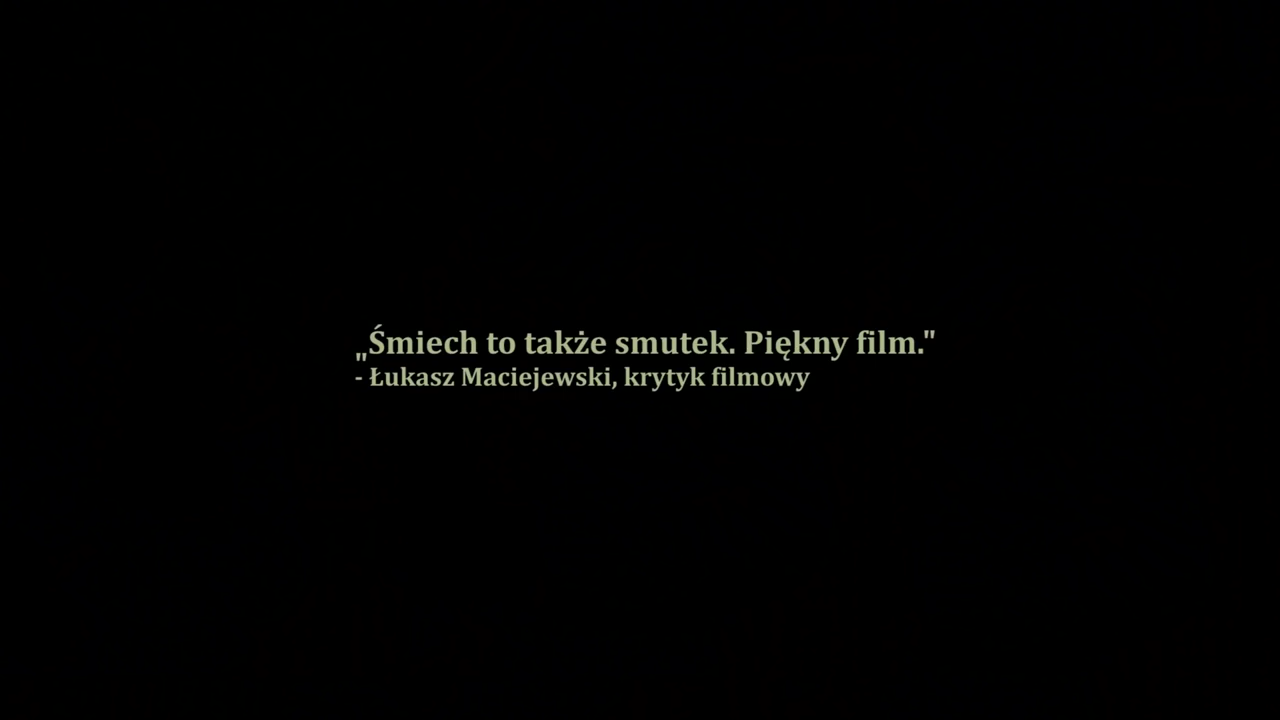 „Śmiech to także smutek. Piękny film."
- Łukasz Maciejewski, krytyk filmowy